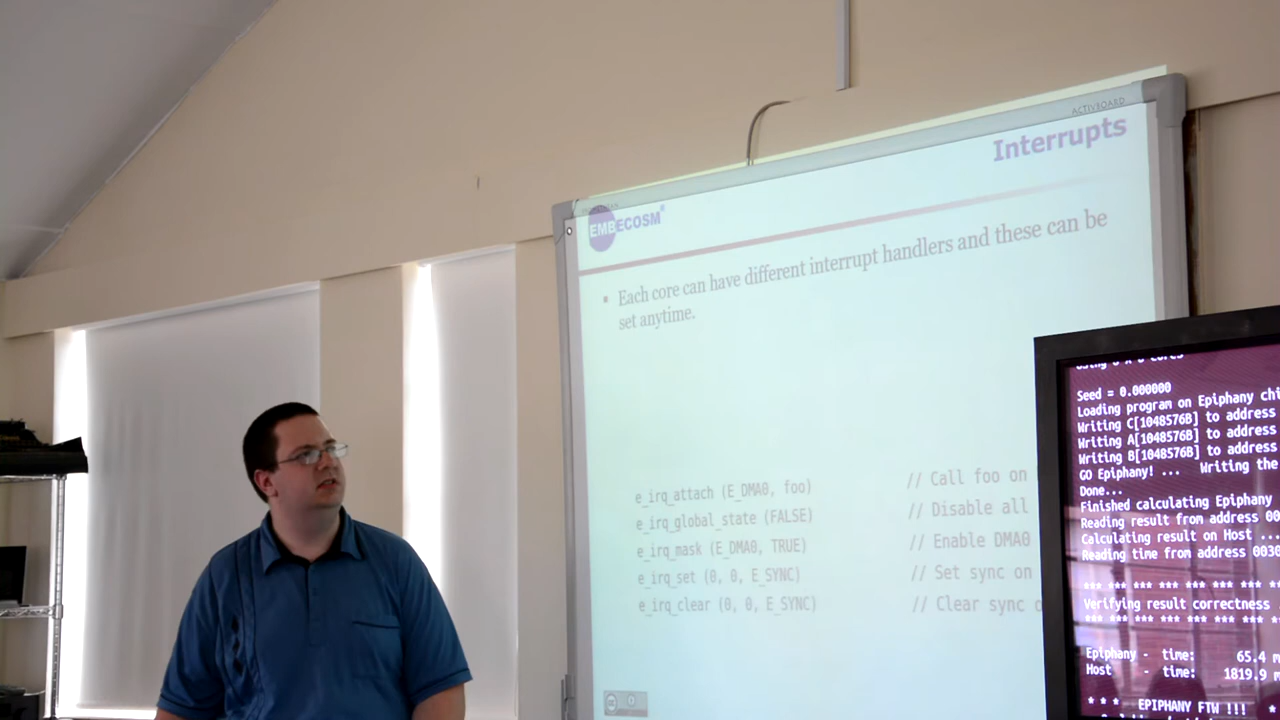 ACTIVBOARD
Interrupts
EMBECOSM®
• Each core can have different interrupt handlers and these can be
set anytime.
e_irq_attach (E_DMA0, foo) // Call foo on
e_irq_global_state (FALSE) // Disable all
e_irq_mask (E_DMA0, TRUE) // Enable DMA0
e_irq_set (0, 0, E_SYNC) // Set sync on
e_irq_clear (0, 0, E_SYNC) // Clear sync
Seed = 0.000000
Loading program on Epiphany chi
Writing C[1048576B] to address
Writing A[1048576B] to address
Writing B[1048576B] to address
GO Epiphany! ... Writing the
Done...
Finished calculating Epiphany
Reading result from address 00
Calculating result on Host ...
Reading time from address 0030
*** *** *** *** *** *** *
Verifying result correctness
*** *** *** *** *** *** *
Epiphany - time: 65.4 m
Host - time: 1819.9 m
* * * EPIPHANY FTW !!! *